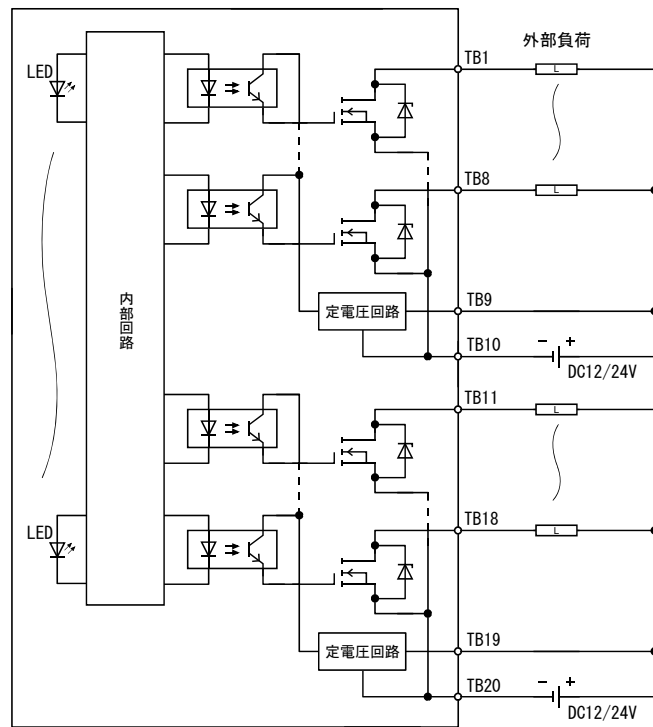 外部負荷
LED
TB1
L
TB8
L
内部回路
定電圧回路
TB9
TB10
DC12/24V
TB11
L
LED
TB18
L
定電圧回路
TB19
TB20
DC12/24V